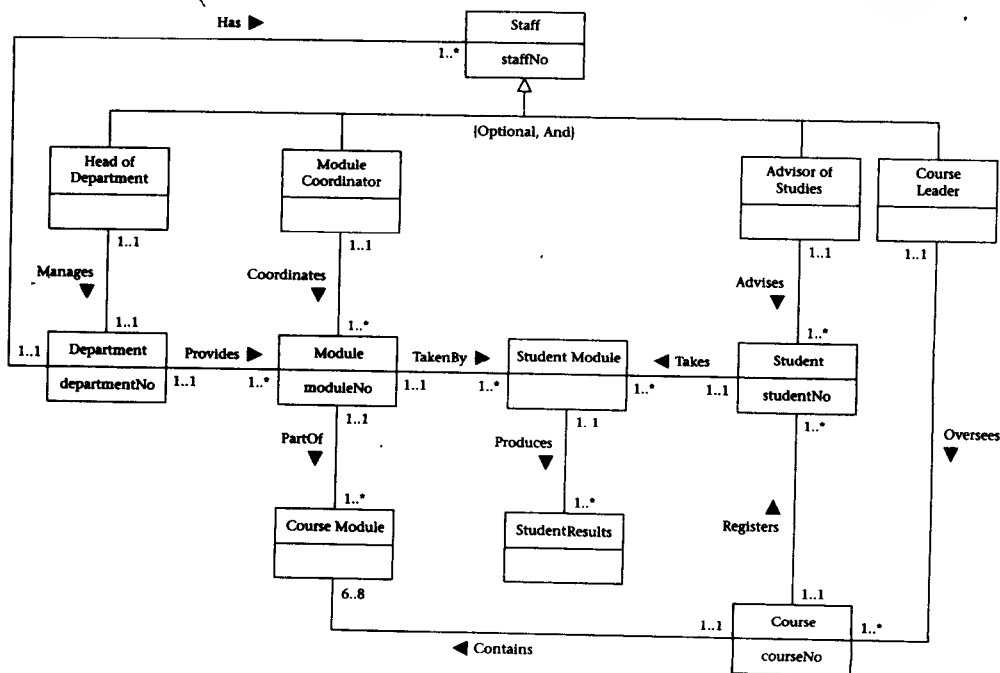 Has ▶
Staff
1..*
staffNo
{Optional, And}
Head of
Department
Module
Coordinator
Advisor of
Studies
Course
Leader
1..1
1..1
1..1
1..1
Manages
▼
Coordinates
▼
Advises
▼
1..1
1..*
1..*
1..1
Department
departmentNo
1..1
Provides ▶
1..*
Module
moduleNo
TakenBy ▶
1..1
1..*
Student Module
◀ Takes
1..*
1..1
Student
studentNo
1..1
PartOf
▼
1. 1
Produces
▼
1..*
Oversees
▼
1..*
Course Module
1..*
StudentResults
▲
Registers
6..8
1..1
1..1
Course
courseNo
1..*
◀ Contains